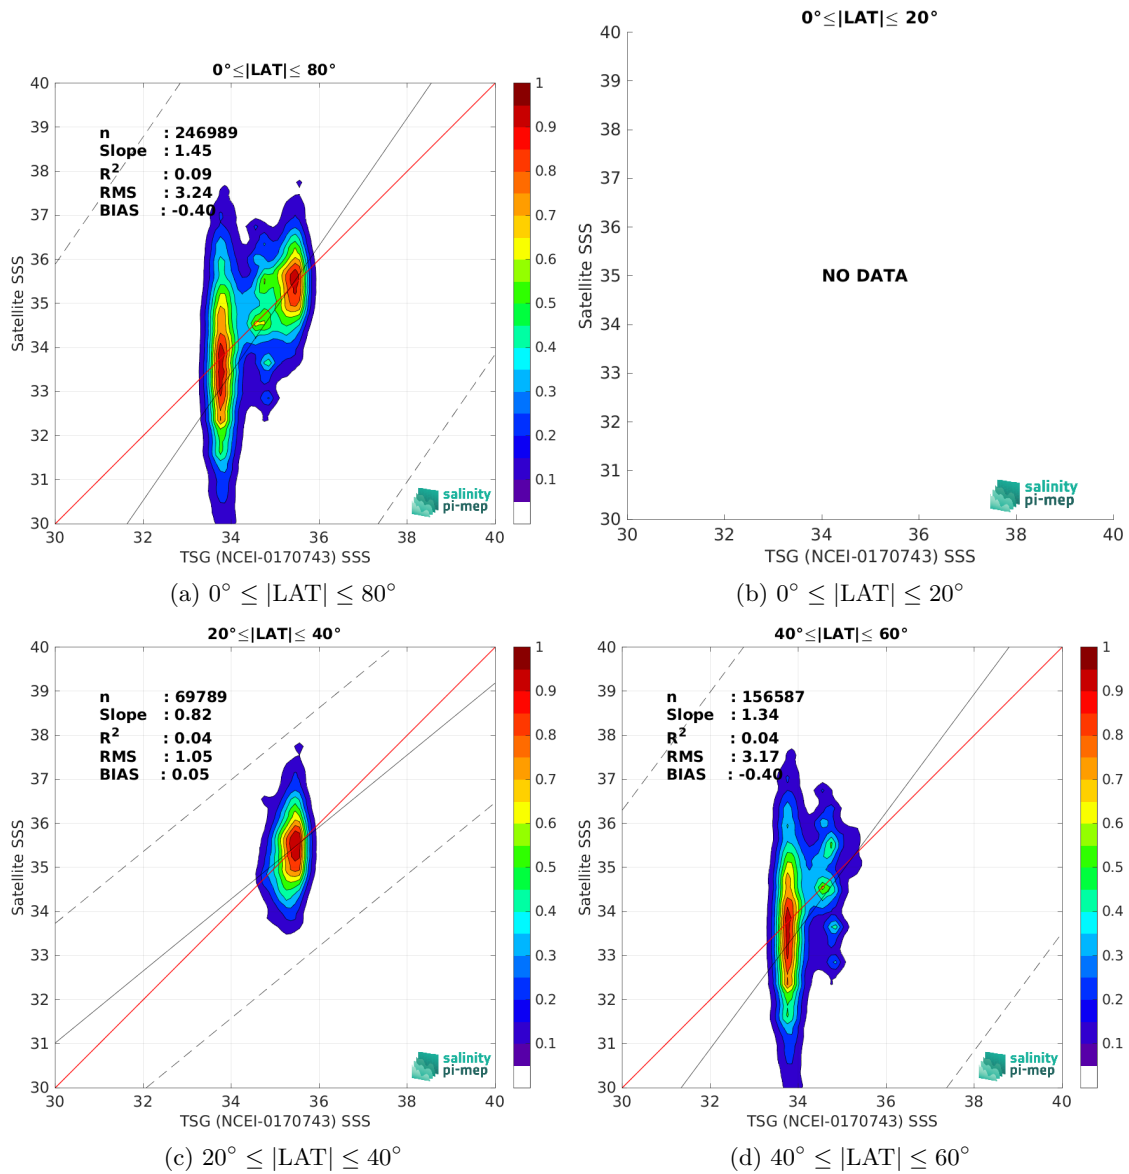 0°≤|LAT|≤ 80°
n : 246989
Slope : 1.45
R² : 0.09
RMS : 3.24
BIAS : -0.40
40
39
38
37
36
35
34
33
32
31
30
Satellite SSS
30 32 34 36 38 40
TSG (NCEI-0170743) SSS
1
0.9
0.8
0.7
0.6
0.5
0.4
0.3
0.2
0.1
salinity
pi-mep
(a) 0° ≤ |LAT| ≤ 80°
0°≤|LAT|≤ 20°
40
39
38
37
36
35
34
33
32
31
30
Satellite SSS
NO DATA
salinity
pi-mep
30 32 34 36 38 40
TSG (NCEI-0170743) SSS
(b) 0° ≤ |LAT| ≤ 20°
20°≤|LAT|≤ 40°
n : 69789
Slope : 0.82
R² : 0.04
RMS : 1.05
BIAS : 0.05
40
39
38
37
36
35
34
33
32
31
30
Satellite SSS
30 32 34 36 38 40
TSG (NCEI-0170743) SSS
1
0.9
0.8
0.7
0.6
0.5
0.4
0.3
0.2
0.1
salinity
pi-mep
(c) 20° ≤ |LAT| ≤ 40°
40°≤|LAT|≤ 60°
n : 156587
Slope : 1.34
R² : 0.04
RMS : 3.17
BIAS : -0.40
40
39
38
37
36
35
34
33
32
31
30
Satellite SSS
30 32 34 36 38 40
TSG (NCEI-0170743) SSS
1
0.9
0.8
0.7
0.6
0.5
0.4
0.3
0.2
0.1
salinity
pi-mep
(d) 40° ≤ |LAT| ≤ 60°